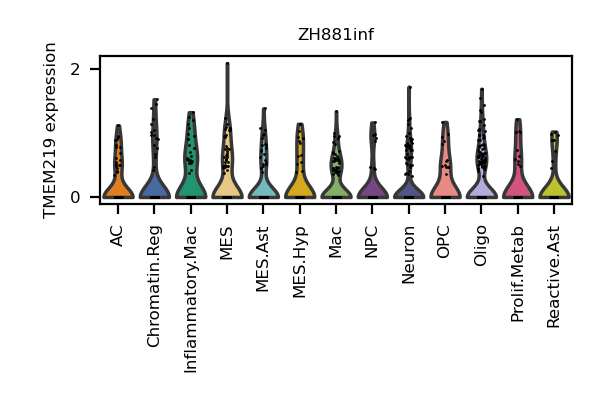 ZH881inf
TMEM219 expression
2
0
AC
Chromatin.Reg
Inflammatory.Mac
MES
MES.Ast
MES.Hyp
Mac
NPC
Neuron
OPC
Oligo
Prolif.Metab
Reactive.Ast